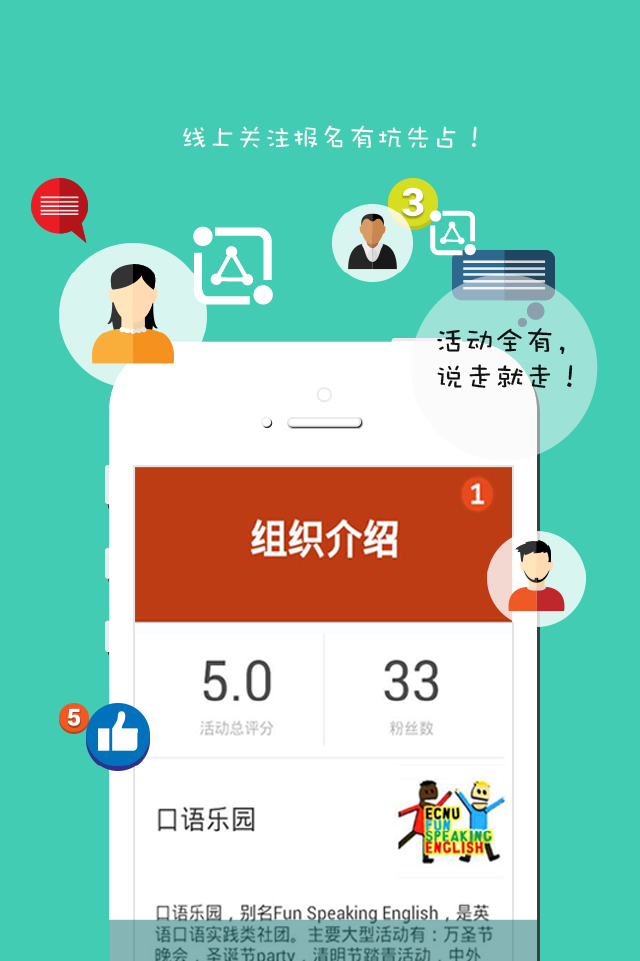 线上关注报名有坑先占！
3
活动全有，
说走就走！
1
组织介绍
5.0
33
活动总评分
粉丝数
5
口语乐园
ECNU
FUN
SPEAKING
ENGLISH
口语乐园，别名Fun Speaking English，是英
语口语实践类社团。主要大型活动有：万圣节
晚会，圣诞节party，清明节踏青活动，中外